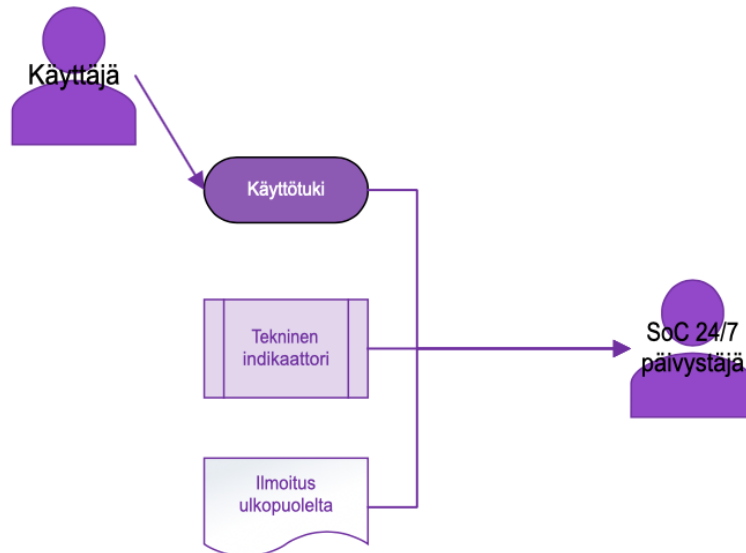 Käyttäjä
Käyttötuki
Tekninen
indikaattori
SoC 24/7
päivystäjä
Ilmoitus
ulkopuolelta